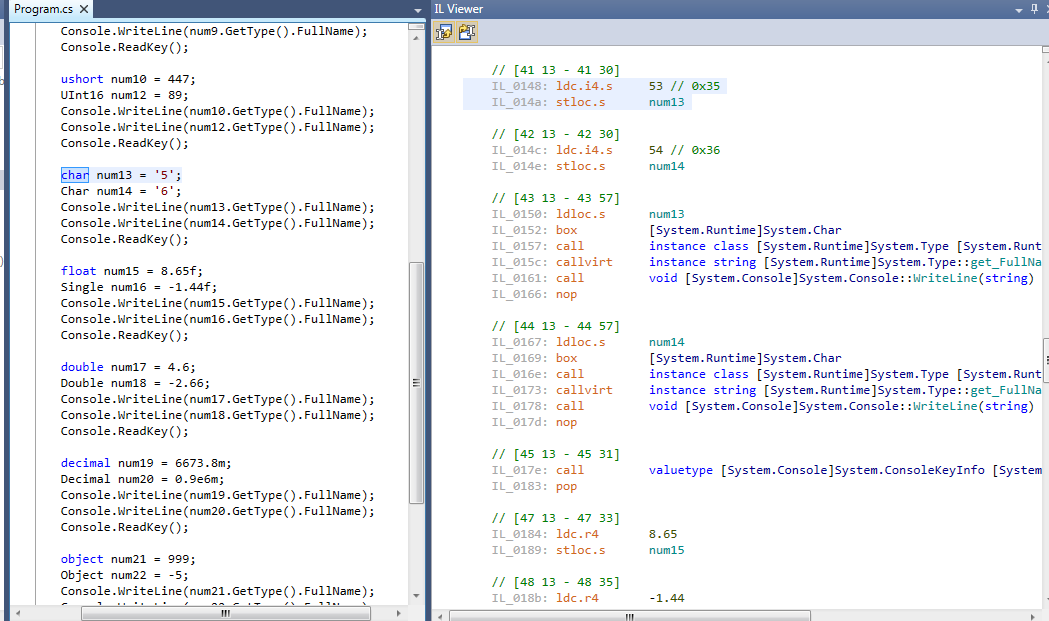 Program.cs
Console.WriteLine(num9.GetType().FullName);
Console.ReadKey();
ushort num10 = 447;
UInt16 num12 = 89;
Console.WriteLine(num10.GetType().FullName);
Console.WriteLine(num12.GetType().FullName);
Console.ReadKey();
char num13 = '5';
Char num14 = '6';
Console.WriteLine(num13.GetType().FullName);
Console.WriteLine(num14.GetType().FullName);
Console.ReadKey();
float num15 = 8.65f;
Single num16 = -1.44f;
Console.WriteLine(num15.GetType().FullName);
Console.WriteLine(num16.GetType().FullName);
Console.ReadKey();
double num17 = 4.6;
Double num18 = -2.66;
Console.WriteLine(num17.GetType().FullName);
Console.WriteLine(num18.GetType().FullName);
Console.ReadKey();
decimal num19 = 6673.8m;
Decimal num20 = 0.9e6m;
Console.WriteLine(num19.GetType().FullName);
Console.WriteLine(num20.GetType().FullName);
Console.ReadKey();
object num21 = 999;
Object num22 = -5;
Console.WriteLine(num21.GetType().FullName);
IL Viewer
// [41 13 - 41 30]
IL_0148: ldc.i4.s 53 // 0x35
IL_014a: stloc.s num13
// [42 13 - 42 30]
IL_014c: ldc.i4.s 54 // 0x36
IL_014e: stloc.s num14
// [43 13 - 43 57]
IL_0150: ldloc.s num13
IL_0152: box [System.Runtime]System.Char
IL_0157: call instance class [System.Runtime]System.Type [System.Runt
IL_015c: callvirt instance string [System.Runtime]System.Type::get_FullNa
IL_0161: call void [System.Console]System.Console::WriteLine(string)
IL_0166: nop
// [44 13 - 44 57]
IL_0167: ldloc.s num14
IL_0169: box [System.Runtime]System.Char
IL_016e: call instance class [System.Runtime]System.Type [System.Runt
IL_0173: callvirt instance string [System.Runtime]System.Type::get_FullNa
IL_0178: call void [System.Console]System.Console::WriteLine(string)
IL_017d: nop
// [45 13 - 45 31]
IL_017e: call valuetype [System.Console]System.ConsoleKeyInfo [System
IL_0183: pop
// [47 13 - 47 33]
IL_0184: ldc.r4 8.65
IL_0189: stloc.s num15
// [48 13 - 48 35]
IL_018b: ldc.r4 -1.44